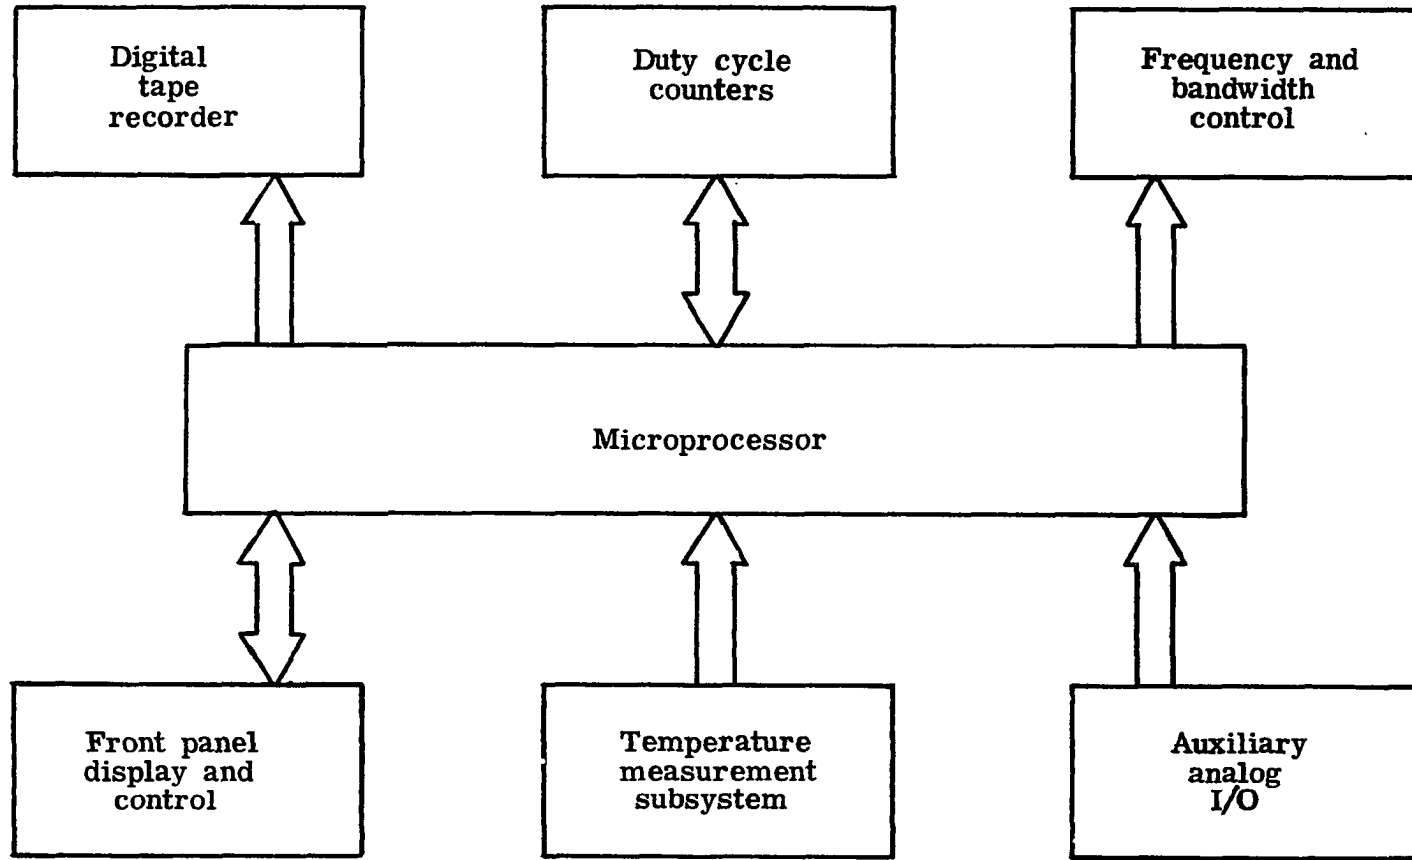 Digital
tape
recorder
Duty cycle
counters
Frequency and
bandwidth
control
Microprocessor
Front panel
display and
control
Temperature
measurement
subsystem
Auxiliary
analog
I/O